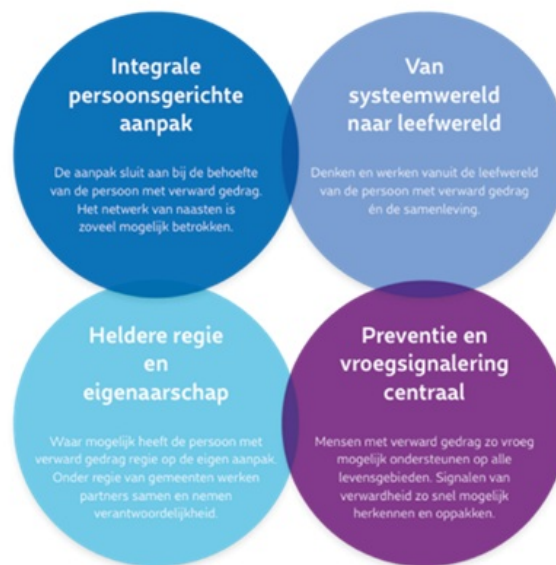 Integrale
persoonsgerichte
aanpak
De aanpak sluit aan bij de behoefte
van de persoon met verward gedrag.
Het netwerk van naasten is
zoveel mogelijk betrokken.
Van
systeemwereld
naar leefwereld
Denken en werken vanuit de leefwereld
van de persoon met verward gedrag
én de samenleving.
Heldere regie
en
eigenaarschap
Waar mogelijk heeft de persoon met
verward gedrag regie op de eigen aanpak.
Onder regie van gemeenten werken
partners samen en nemen
verantwoordelijkheid.
Preventie en
vroegsignalering
centraal
Mensen met verward gedrag zo vroeg
mogelijk ondersteunen op alle
levensgebieden. Signalen van
verwardheid zo snel mogelijk
herkennen en oppakken.